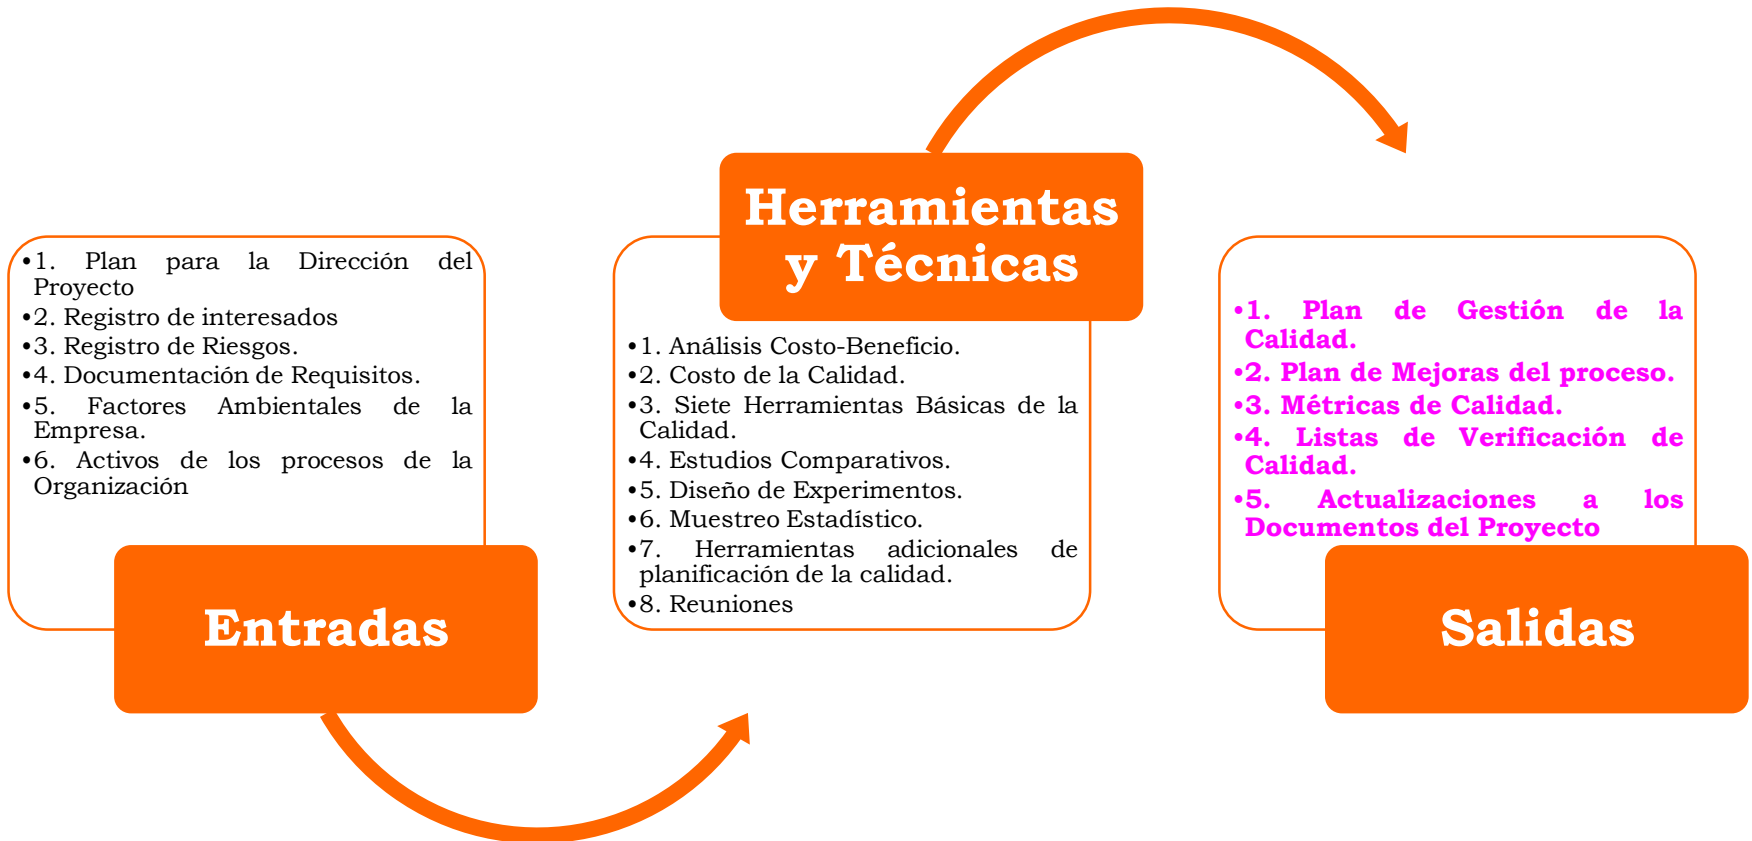 •1. Plan para la Dirección del
Proyecto
•2. Registro de interesados
•3. Registro de Riesgos.
•4. Documentación de Requisitos.
•5. Factores Ambientales de la
Empresa.
•6. Activos de los procesos de la
Organización
Entradas
Herramientas
y Técnicas
•1. Análisis Costo-Beneficio.
•2. Costo de la Calidad.
•3. Siete Herramientas Básicas de la
Calidad.
•4. Estudios Comparativos.
•5. Diseño de Experimentos.
•6. Muestreo Estadístico.
•7. Herramientas adicionales de
planificación de la calidad.
•8. Reuniones
•1. Plan de Gestión de la
Calidad.
•2. Plan de Mejoras del proceso.
•3. Métricas de Calidad.
•4. Listas de Verificación de
Calidad.
•5. Actualizaciones a los
Documentos del Proyecto
Salidas